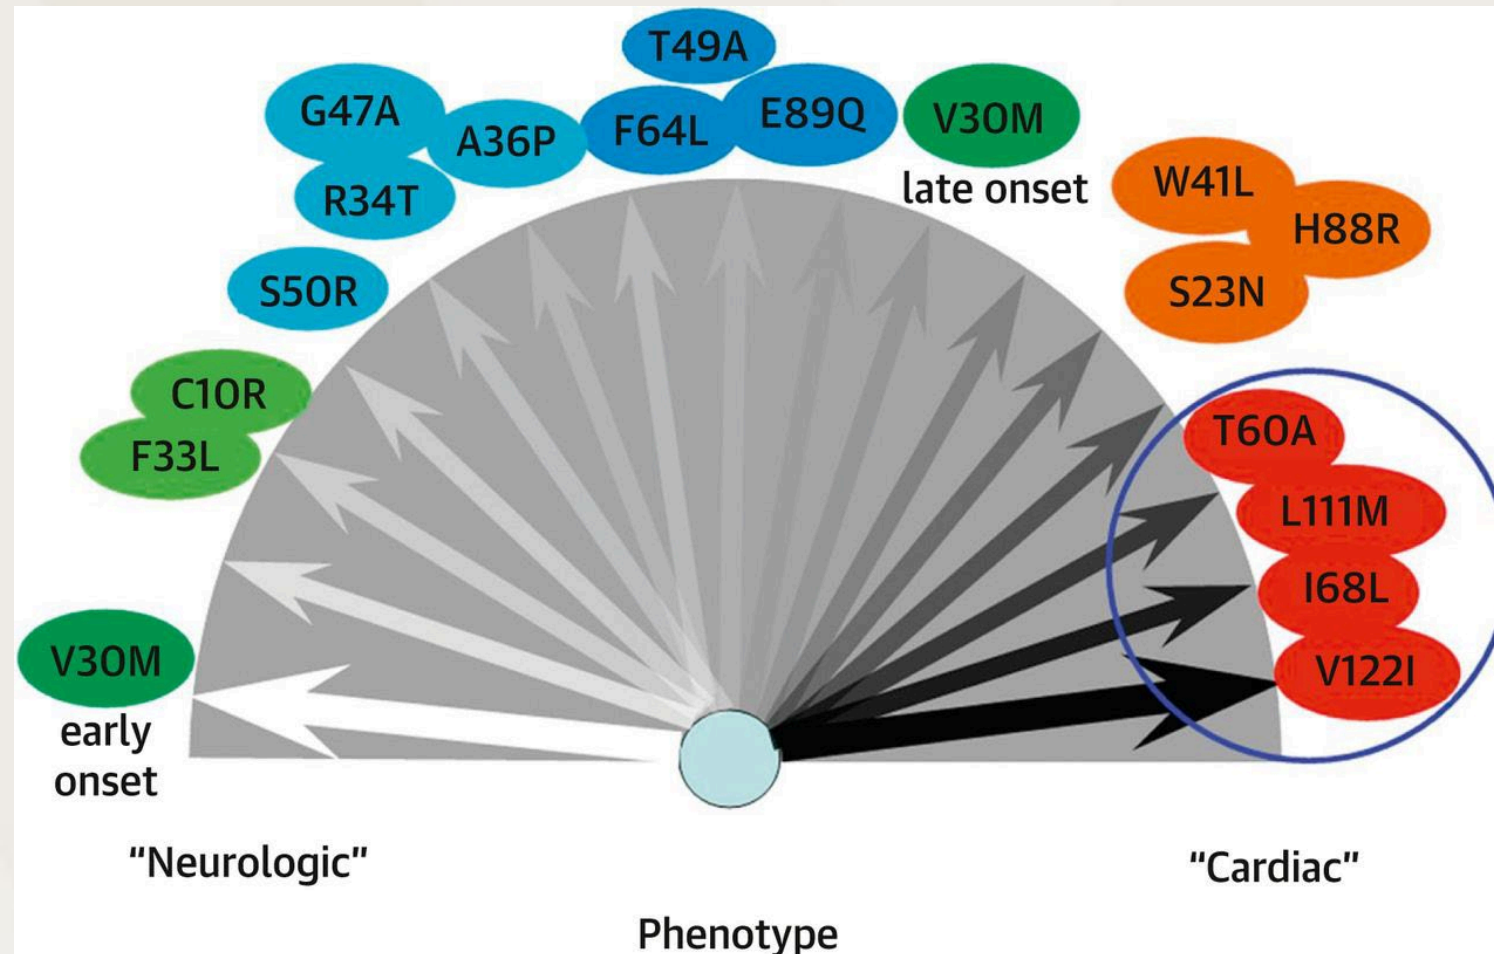 T49A
G47A
A36P
F64L
E89Q
V30M
late onset
R34T
W41L
H88R
S50R
S23N
C10R
F33L
T60A
L111M
I68L
V122I
V30M
early
onset
“Neurologic”
“Cardiac”
Phenotype